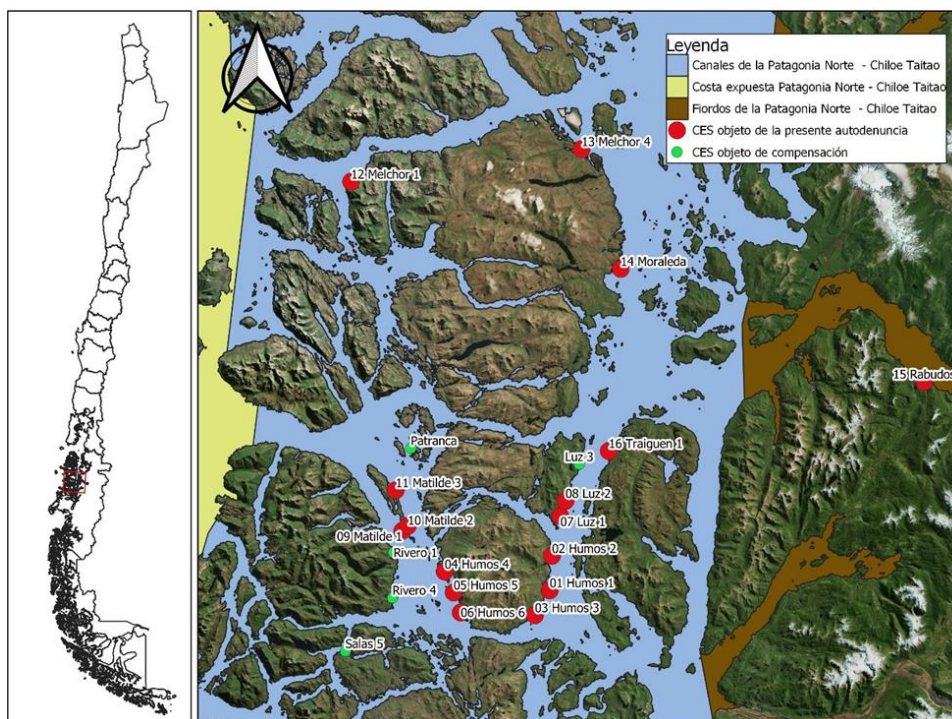 Leyenda
Canales de la Patagonia Norte - Chiloe Taitao
Costa expuesta Patagonia Norte - Chiloe Taitao
Fiordos de la Patagonia Norte - Chiloe Taitao
CES objeto de la presente autodenuncia
CES objeto de compensación
13 Melchor 4
12 Melchor 1
14 Moraleda
15 Rabudos
Patranca
16 Traiguen 1
Luz 3
11 Matilde 3
08 Luz 2
07 Luz 1
10 Matilde 2
09 Matilde 1
Rivero 1
02 Humos 2
04 Humos 4
Rivero 4
05 Humos 5
01 Humos 1
06 Humos 6
03 Humos 3
Salas 5